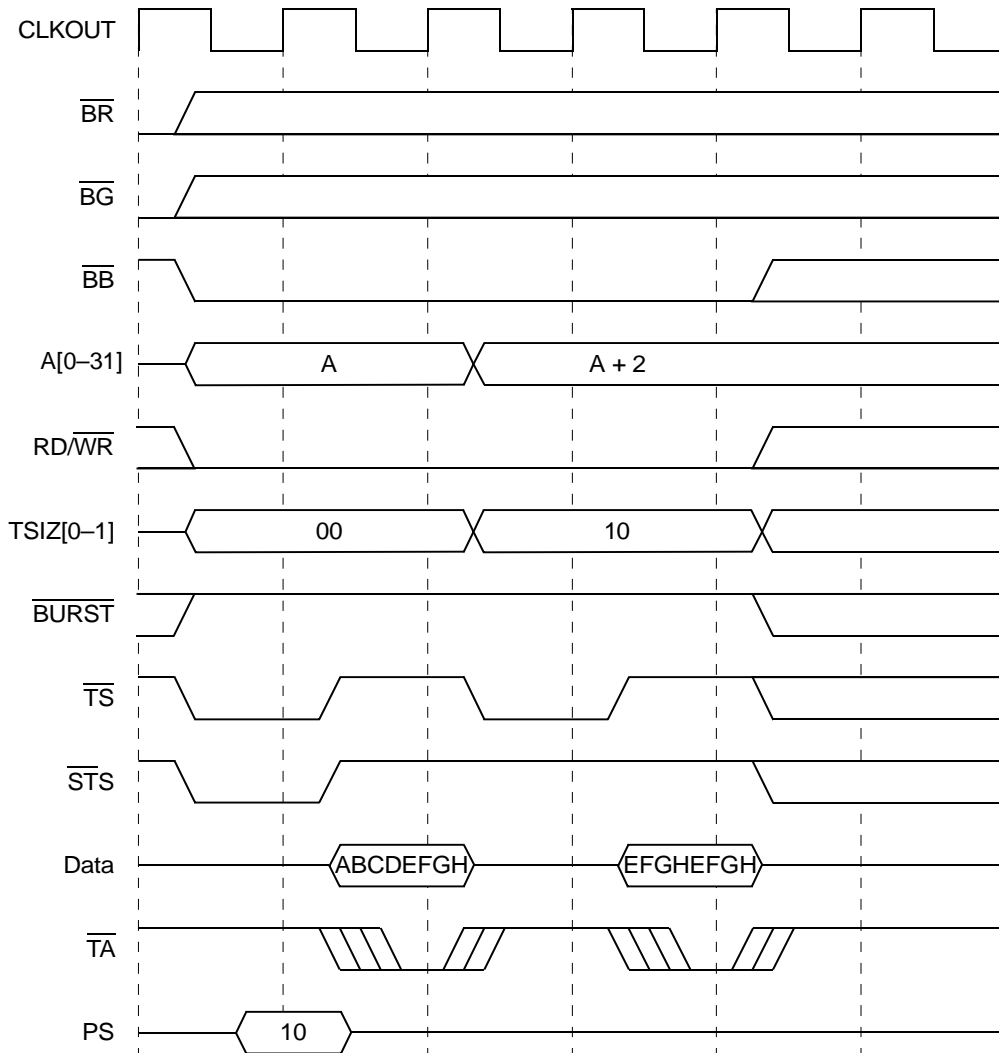 CLKOUT
BR
BG
BB
A[0–31] A A + 2
RD/WR
TSIZ[0–1] 00 10
BURST
TS
STS
Data ABCDEFGH EFGHEFGH
TA
PS 10